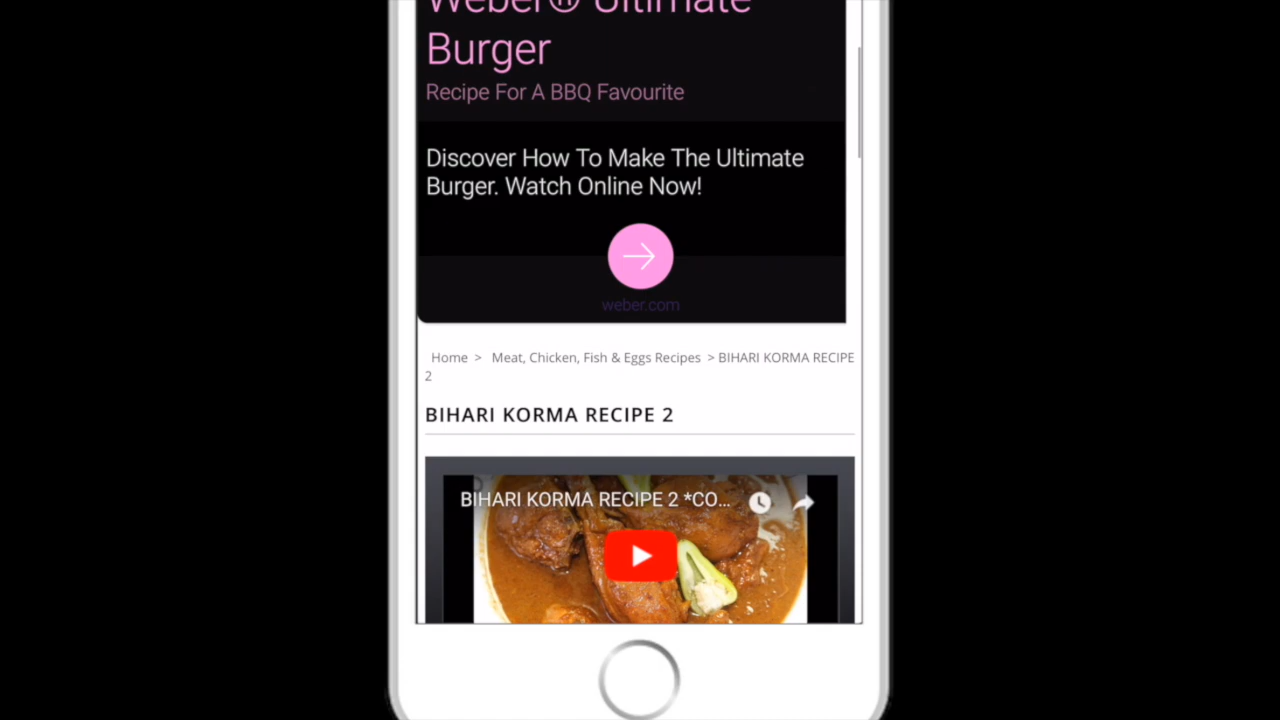 Weber® Ultimate
Burger
Recipe For A BBQ Favourite
Discover How To Make The Ultimate
Burger. Watch Online Now!
weber.com
Home > Meat, Chicken, Fish & Eggs Recipes > BIHARI KORMA RECIPE
2
BIHARI KORMA RECIPE 2
BIHARI KORMA RECIPE 2 *CO...